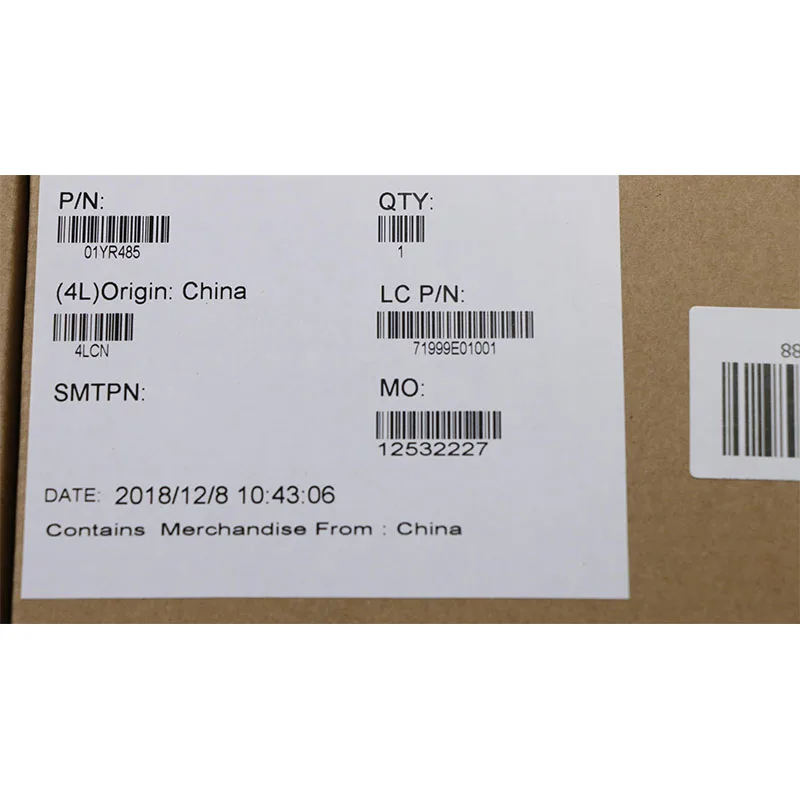 P/N:
01YR485
QTY:
1
(4L)Origin: China
4LCN
LC P/N:
71999E01001
SMTPN:
MO:
12532227
DATE: 2018/12/8 10:43:06
Contains Merchandise From : China
88